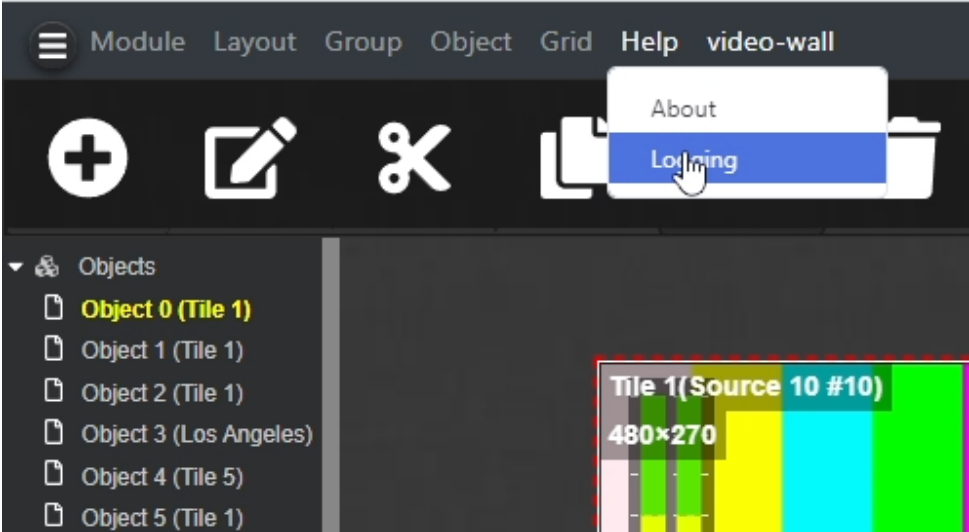 Module Layout Group Object Grid Help video-wall
About
Logging
Objects
Object 0 (Tile 1)
Object 1 (Tile 1)
Object 2 (Tile 1)
Object 3 (Los Angeles)
Object 4 (Tile 5)
Object 5 (Tile 1)
Tile 1(Source 10 #10)
480×270